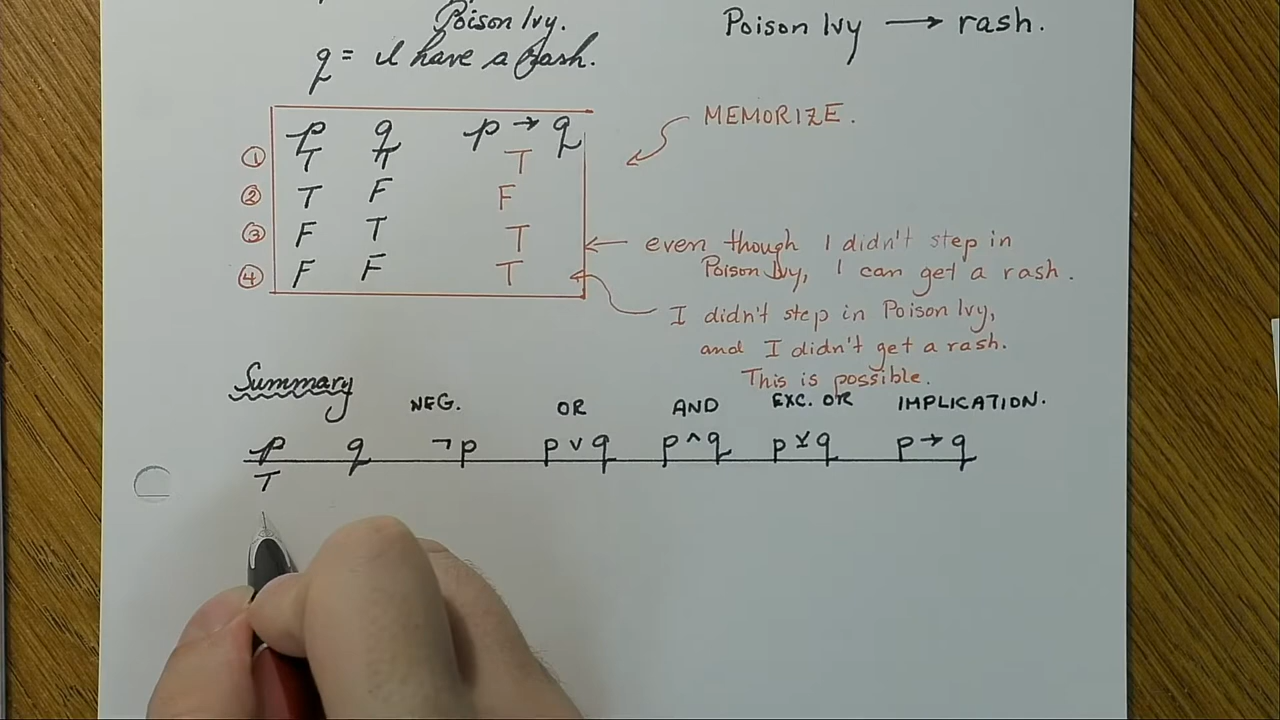 Poison Ivy.
Poison Ivy → rash.
q = I have a Rash.
MEMORIZE.
p q p → q
① T T T
② T F F
③ F T T
④ F F T
even though I didn't step in
Poison Ivy, I can get a rash.
I didn't step in Poison Ivy,
and I didn't get a rash.
This is possible.
Summary
NEG. OR AND EXC. OR IMPLICATION.
p q ¬p p ∨ q p ∧ q p ⊻ q p → q
T